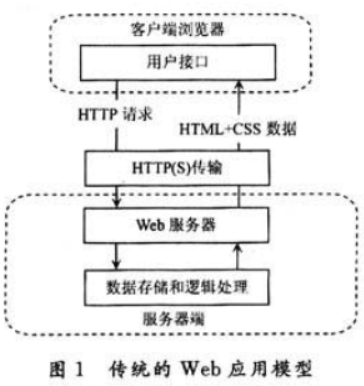 客户端浏览器
用户接口
HTTP 请求
HTML+CSS 数据
HTTP(S)传输
Web 服务器
数据存储和逻辑处理
服务器端
图 1 传统的 Web 应用模型